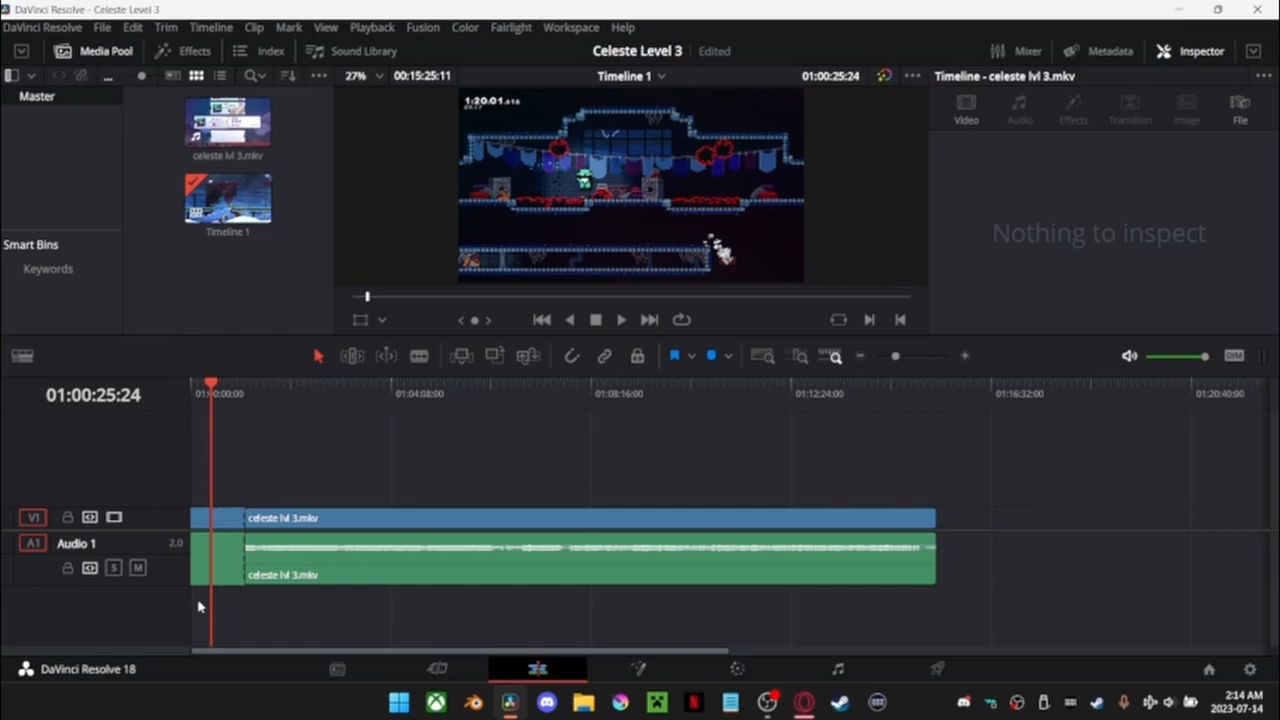 DaVinci Resolve - Celeste Level 3
DaVinci Resolve File Edit Trim Timeline Clip Mark View Playback Fusion Color Fairlight Workspace Help
Media Pool Effects Index Sound Library Celeste Level 3 Edited Mixer Metadata Inspector
27% 00:15:25:11 Timeline 1 01:00:25:24 Timeline - celeste lvl 3.mkv
Master
1:20:01.616
Video Audio Effects Transition Image File
celeste lvl 3.mkv
Timeline 1
Nothing to inspect
Smart Bins
Keywords
DIM
01:00:25:24
01:04:08:00 01:08:16:00 01:12:24:00 01:16:32:00 01:20:40:00
V1 celeste lvl 3.mkv
A1 Audio 1 2.0
S M celeste lvl 3.mkv
DaVinci Resolve 18
2:14 AM
2023-07-14